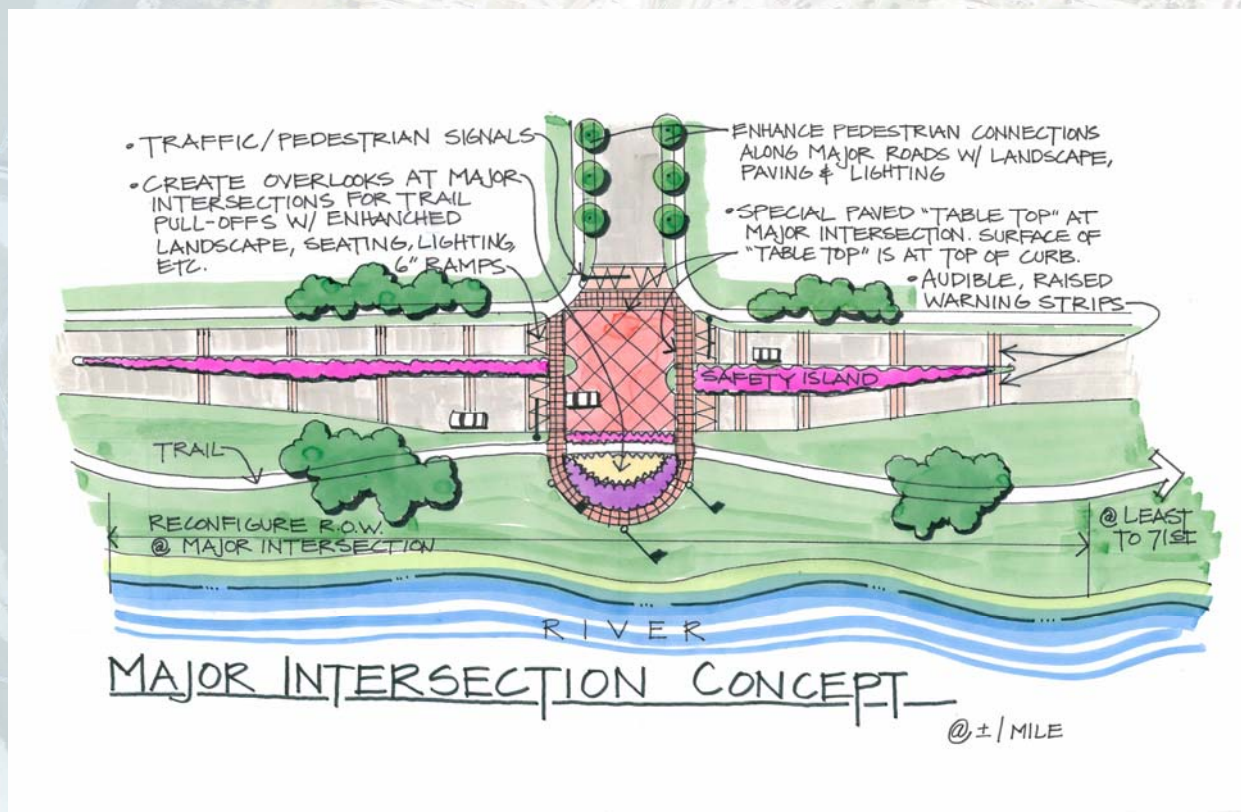 • TRAFFIC/PEDESTRIAN SIGNALS
• CREATE OVERLOOKS AT MAJOR
INTERSECTIONS FOR TRAIL
PULL-OFFS W/ ENHANCHED
LANDSCAPE, SEATING, LIGHTING,
ETC.
6" RAMPS
ENHANCE PEDESTRIAN CONNECTIONS
ALONG MAJOR ROADS W/ LANDSCAPE,
PAVING & LIGHTING
• SPECIAL PAVED "TABLE TOP" AT
MAJOR INTERSECTION. SURFACE OF
"TABLE TOP" IS AT TOP OF CURB.
• AUDIBLE, RAISED
WARNING STRIPS
SAFETY ISLAND
TRAIL
RECONFIGURE R.O.W.
@ MAJOR INTERSECTION
@ LEAST
TO 71ST
RIVER
MAJOR INTERSECTION CONCEPT
@ ± / MILE